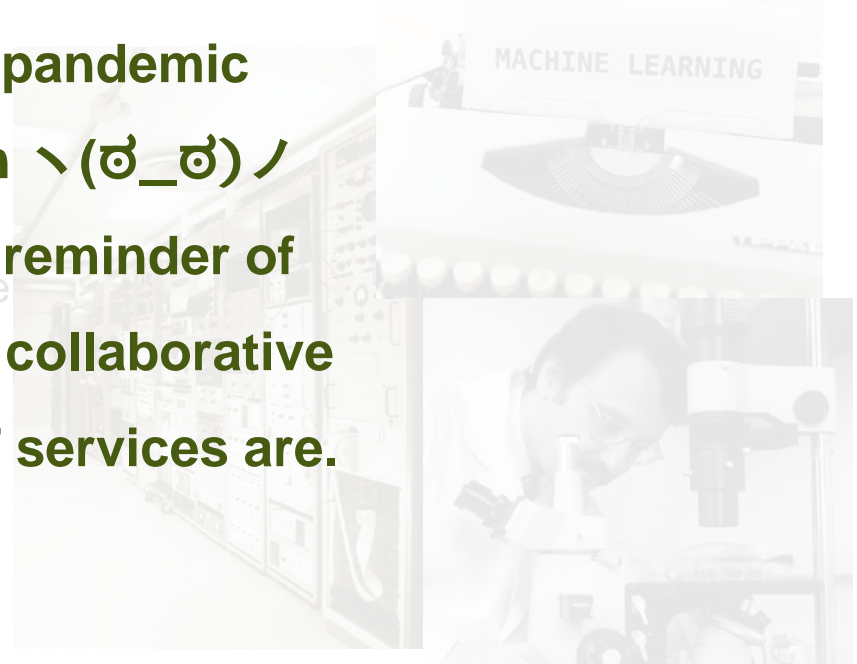 pandemic
MACHINE LEARNING
ヽ(ಠ_ಠ)ノ
reminder of
collaborative
services are.